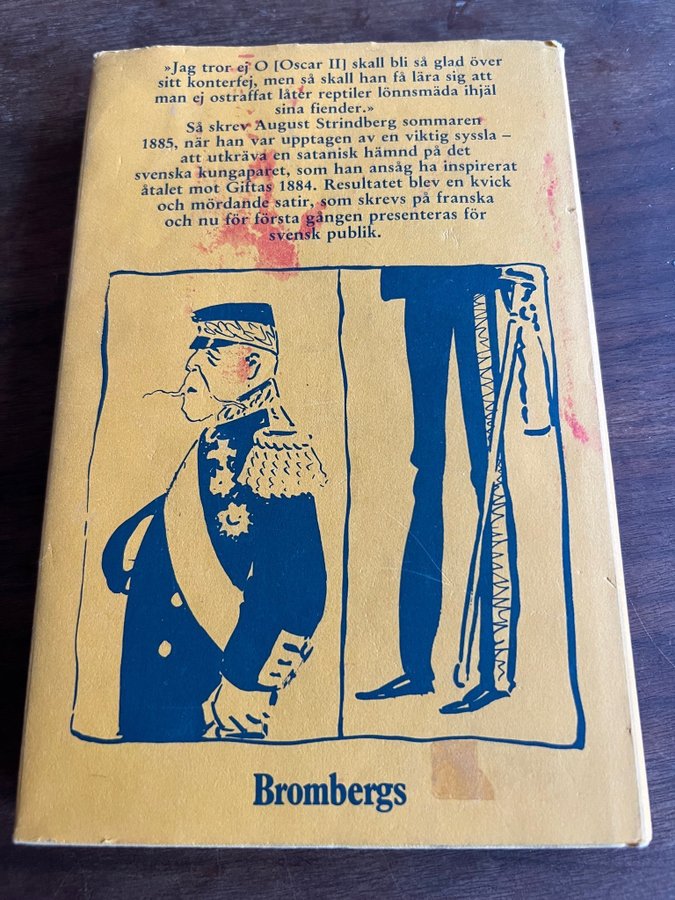 »Jag tror ej O [Oscar II] skall bli så glad över
sitt konterfej, men så skall han få lära sig att
man ej ostraffat låter reptiler lönnsmäda ihjäl
sina fiender.»
Så skrev August Strindberg sommaren
1885, när han var upptagen av en viktig syssla –
att utkräva en satanisk hämnd på det
svenska kungaparet, som han ansåg ha inspirerat
åtalet mot Giftas 1884. Resultatet blev en kvick
och mördande satir, som skrevs på franska
och nu för första gången presenteras för
svensk publik.
Brombergs